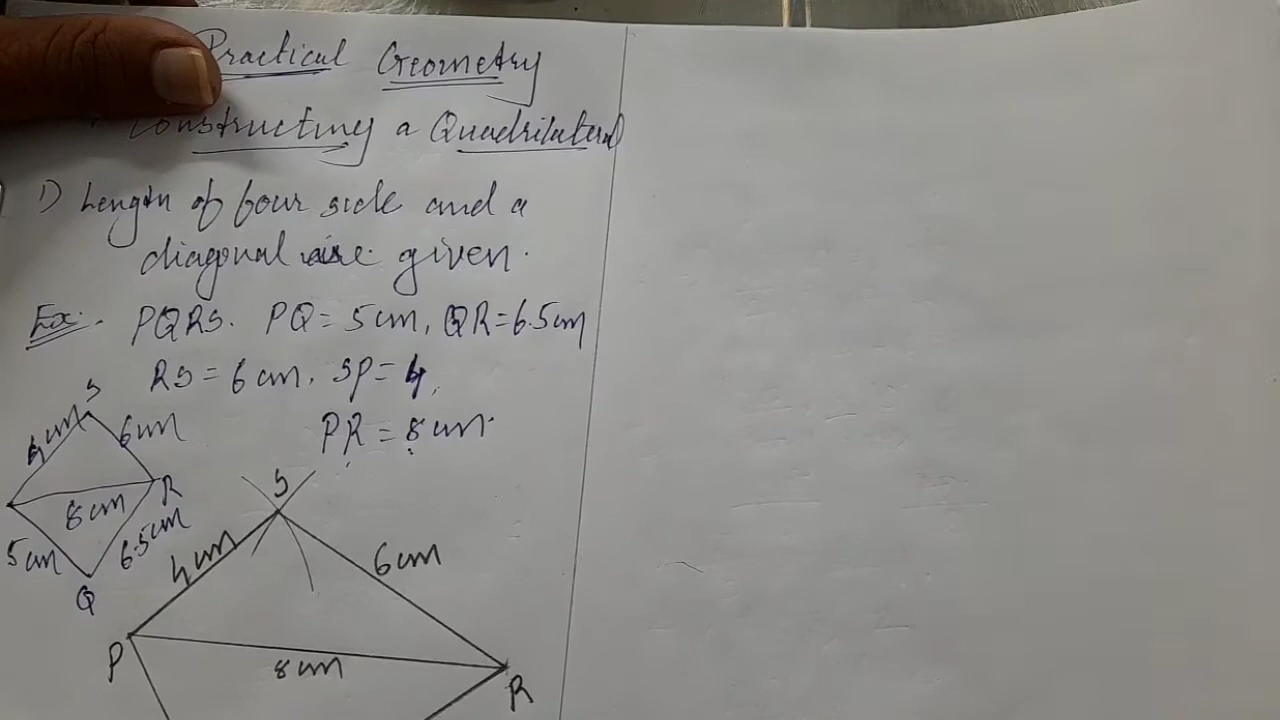 Practical Geometry
Constructing a Quadrilateral
1) Length of four side and a
diagonal are given.
Ex:- PQRS. PQ = 5cm, QR = 6.5cm
RS = 6cm, SP = 4,
PR = 8cm.
S
4cm
6cm
8cm
R
5cm
6.5cm
Q
S
4cm
6cm
P
8cm
R